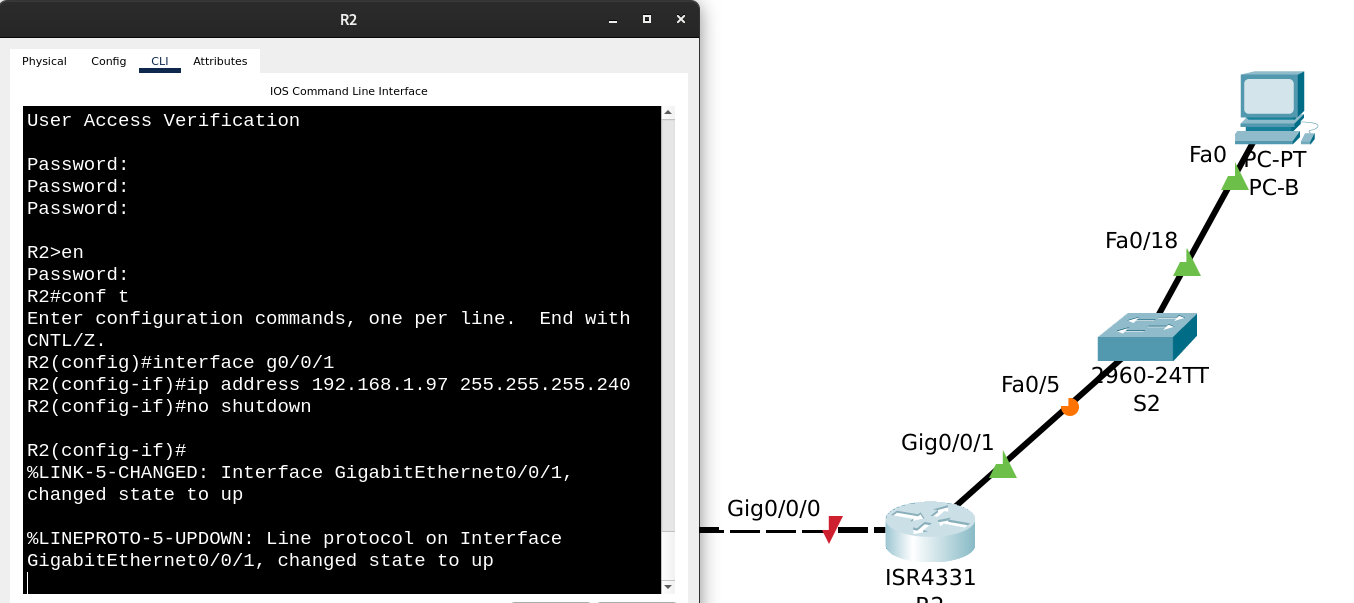 R2
Physical Config CLI Attributes
IOS Command Line Interface
User Access Verification
Password:
Password:
Password:
R2>en
Password:
R2#conf t
Enter configuration commands, one per line.  End with
CNTL/Z.
R2(config)#interface g0/0/1
R2(config-if)#ip address 192.168.1.97 255.255.255.240
R2(config-if)#no shutdown
R2(config-if)#
%LINK-5-CHANGED: Interface GigabitEthernet0/0/1,
changed state to up
%LINEPROTO-5-UPDOWN: Line protocol on Interface
GigabitEthernet0/0/1, changed state to up
Fa0
PC-PT
PC-B
Fa0/18
2960-24TT
S2
Fa0/5
Gig0/0/1
Gig0/0/0
ISR4331
R2